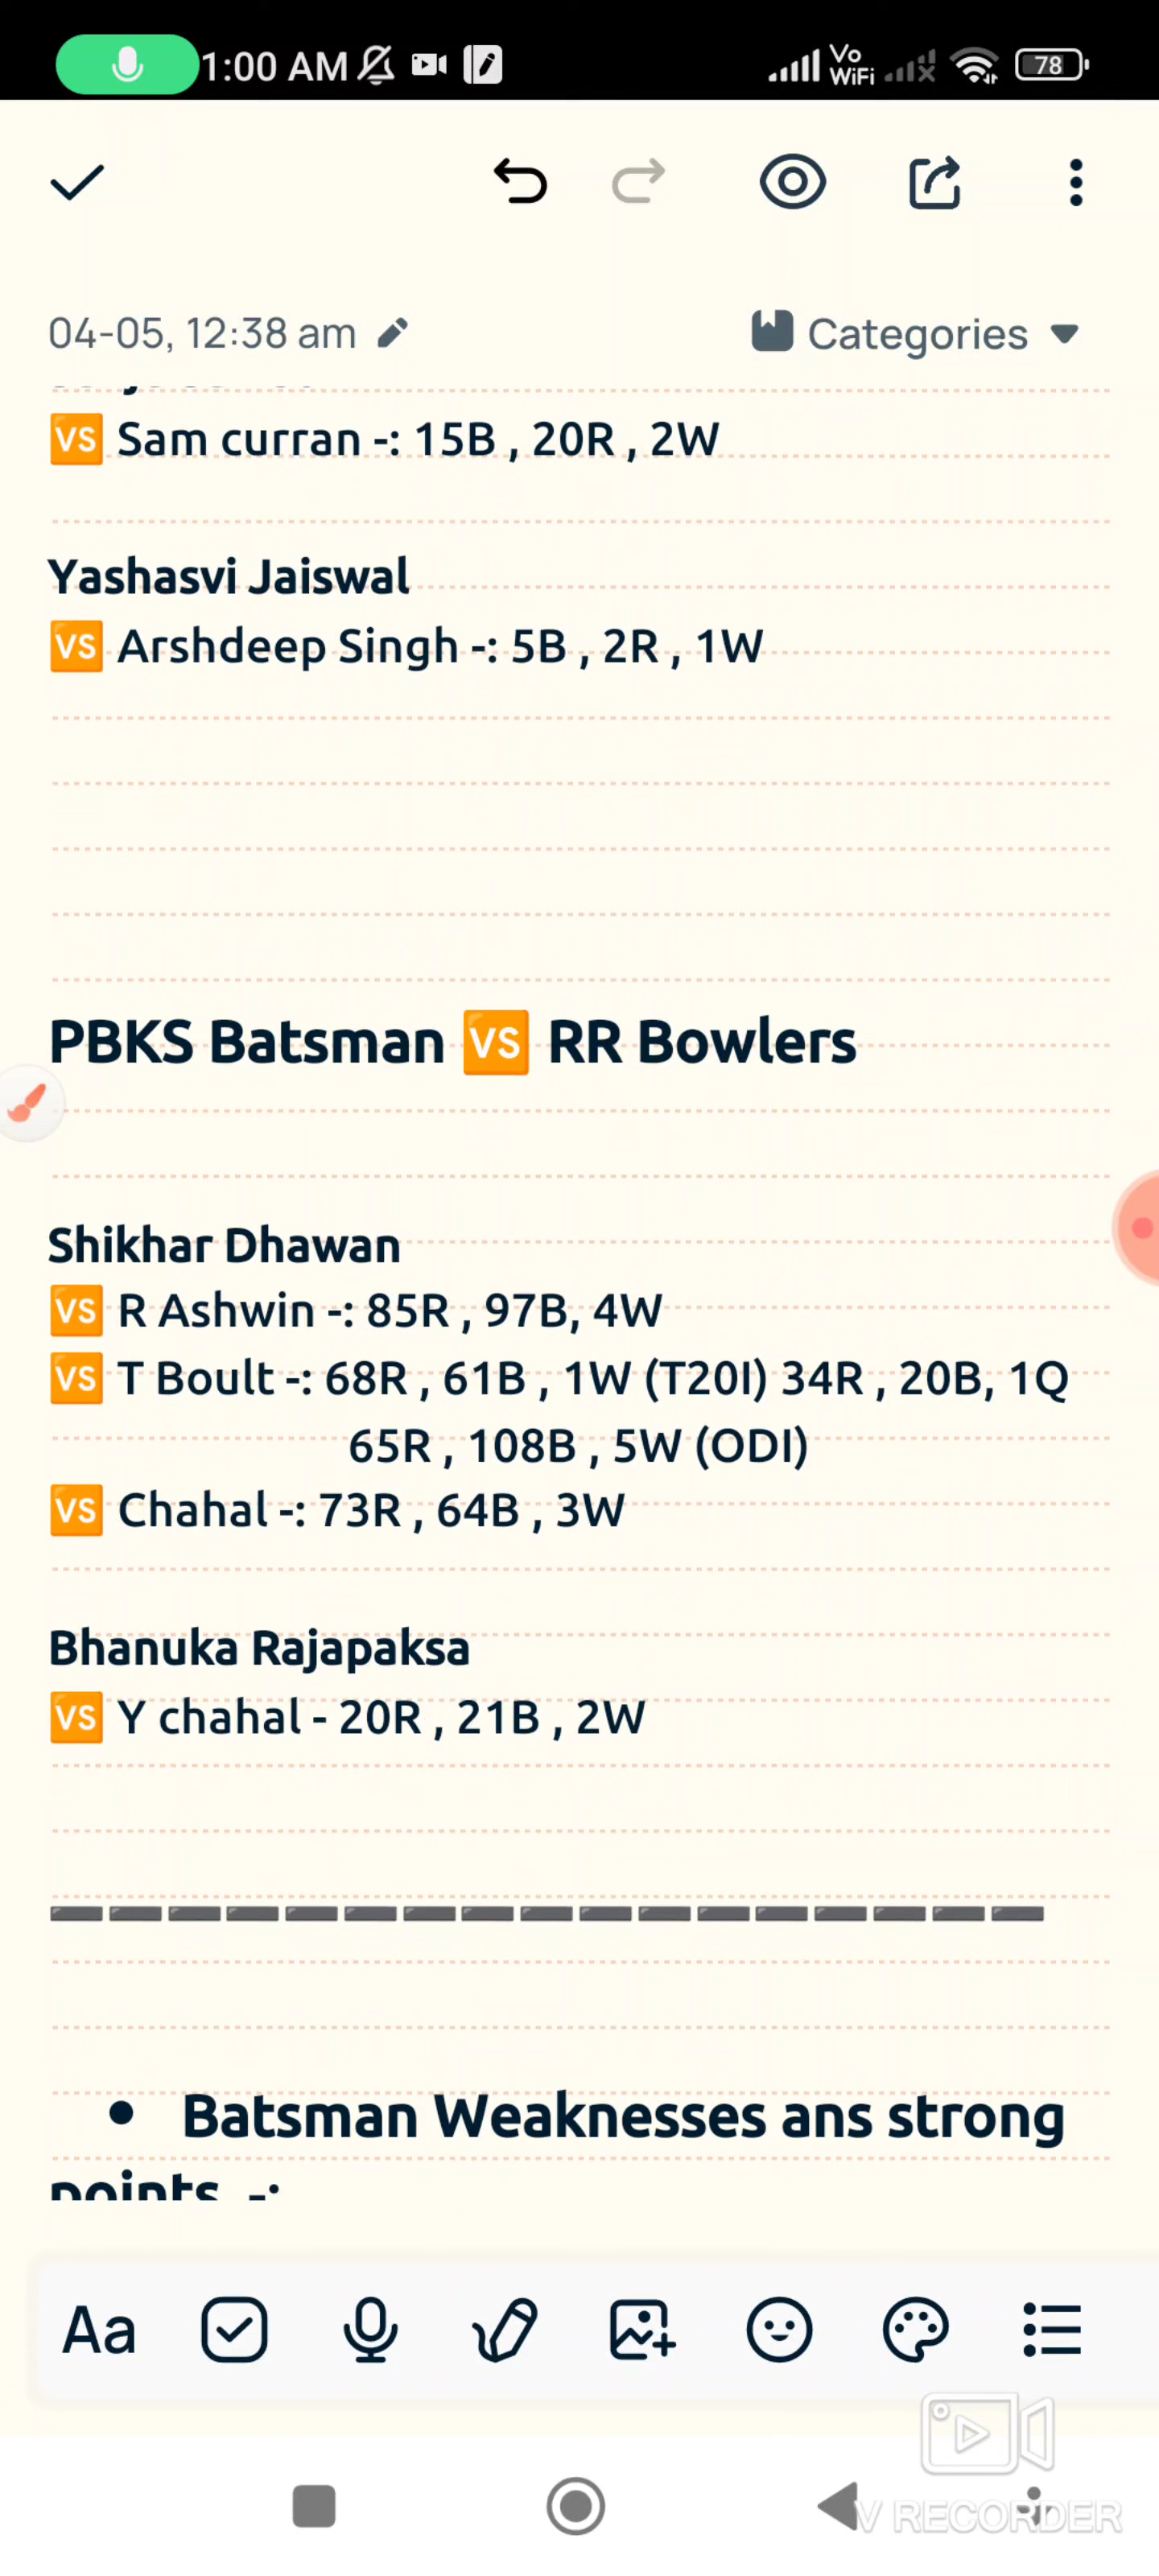 1:00 AM
Vo
WiFi
78
04-05, 12:38 am
Categories
VS Sam curran -: 15B , 20R , 2W
Yashasvi Jaiswal
VS Arshdeep Singh -: 5B , 2R , 1W
PBKS Batsman VS RR Bowlers
Shikhar Dhawan
VS R Ashwin -: 85R , 97B, 4W
VS T Boult -: 68R , 61B , 1W (T20I) 34R , 20B, 1Q
65R , 108B , 5W (ODI)
VS Chahal -: 73R , 64B , 3W
Bhanuka Rajapaksa
VS Y chahal - 20R , 21B , 2W
• Batsman Weaknesses ans strong
points -:
Aa
V RECORDER